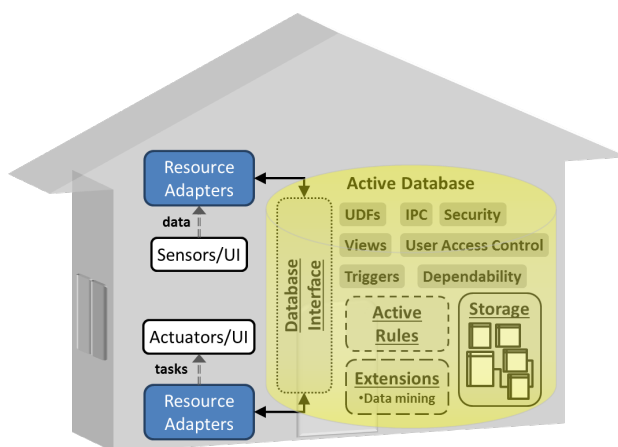 Resource
Adapters
data
Sensors/UI
Actuators/UI
tasks
Resource
Adapters
Active Database
Database
Interface
UDFs IPC Security
Views User Access Control
Triggers Dependability
Active
Rules
Extensions
•Data mining
Storage